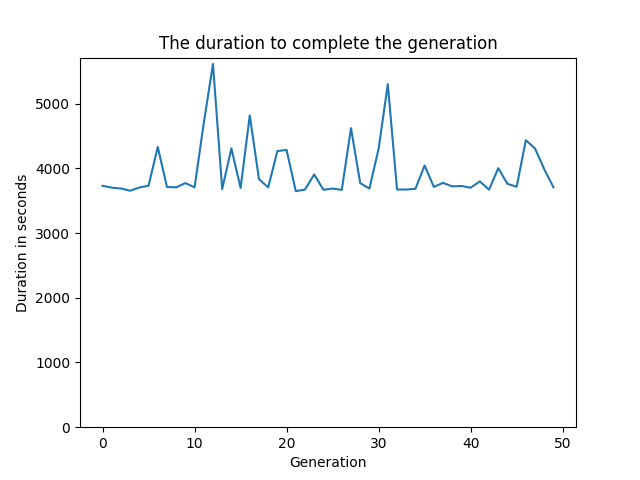 The duration to complete the generation
Duration in seconds
5000
4000
3000
2000
1000
0
0 10 20 30 40 50
Generation